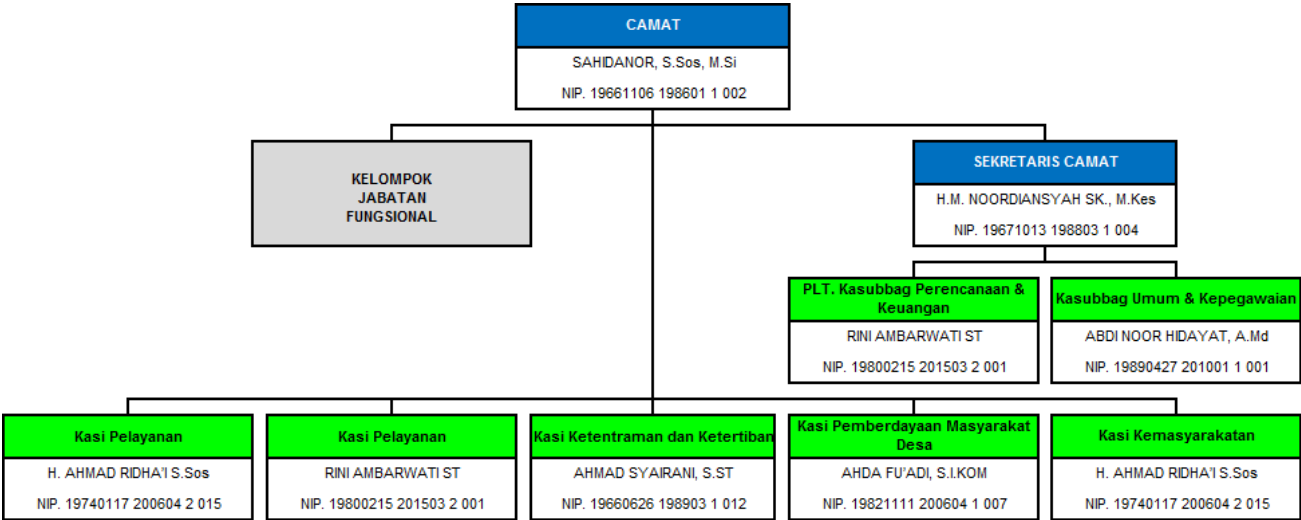 CAMAT
SAHIDANOR, S.Sos, M.Si
NIP. 19661106 198601 1 002
KELOMPOK
JABATAN
FUNGSIONAL
SEKRETARIS CAMAT
H.M. NOORDIANSYAH SK., M.Kes
NIP. 19671013 198803 1 004
PLT. Kasubbag Perencanaan &
Keuangan
RINI AMBARWATI ST
NIP. 19800215 201503 2 001
Kasubbag Umum & Kepegawaian
ABDI NOOR HIDAYAT, A.Md
NIP. 19890427 201001 1 001
Kasi Pelayanan
H. AHMAD RIDHA'I S.Sos
NIP. 19740117 200604 2 015
Kasi Pelayanan
RINI AMBARWATI ST
NIP. 19800215 201503 2 001
Kasi Ketentraman dan Ketertiban
AHMAD SYAIRANI, S.ST
NIP. 19660626 198903 1 012
Kasi Pemberdayaan Masyarakat
Desa
AHDA FU'ADI, S.I.KOM
NIP. 19821111 200604 1 007
Kasi Kemasyarakatan
H. AHMAD RIDHA'I S.Sos
NIP. 19740117 200604 2 015